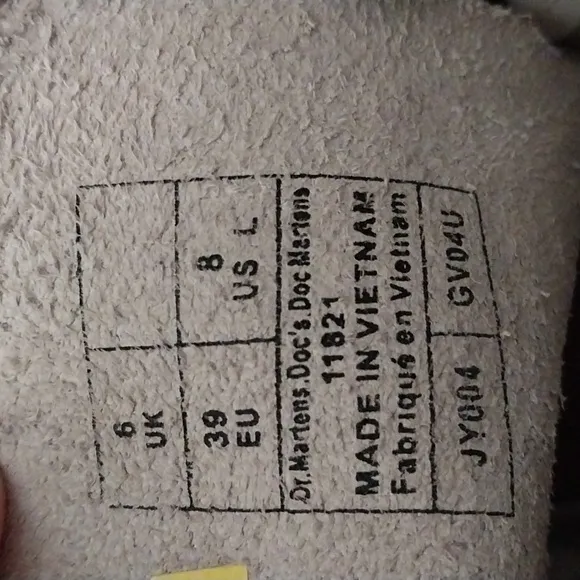 6
UK
39
EU
8
US L
Dr.Martens.Doc's.Doc Martens
11821
MADE IN VIETNAM
Fabriqué en Vietnam
JY004
GV04U